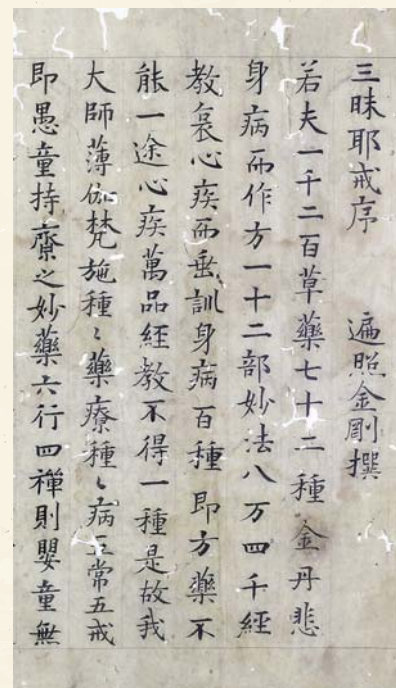 三昧耶戒序　遍照金剛撰
若夫一千二百草藥七十二種金丹悲
身病而作方一十二部妙法八万四千經
教哀心疾而垂訓身病百種即方藥不
能一途心疾萬品經教不得一種是故我
大師薄伽梵施種〻藥療種〻病五常五戒
即愚童持齋之妙藥六行四禪則嬰童無